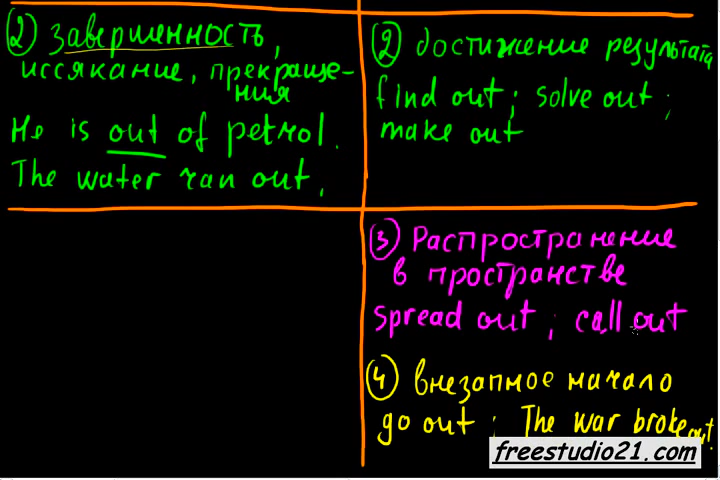 ② завершенность,
иссякание, прекраще-
ния
He is out of petrol.
The water ran out.
② достижение результата
find out; solve out;
make out
③ Распространение
в пространстве
spread out; call out
④ внезапное начало
go out; The war broke out.
freestudio21.com